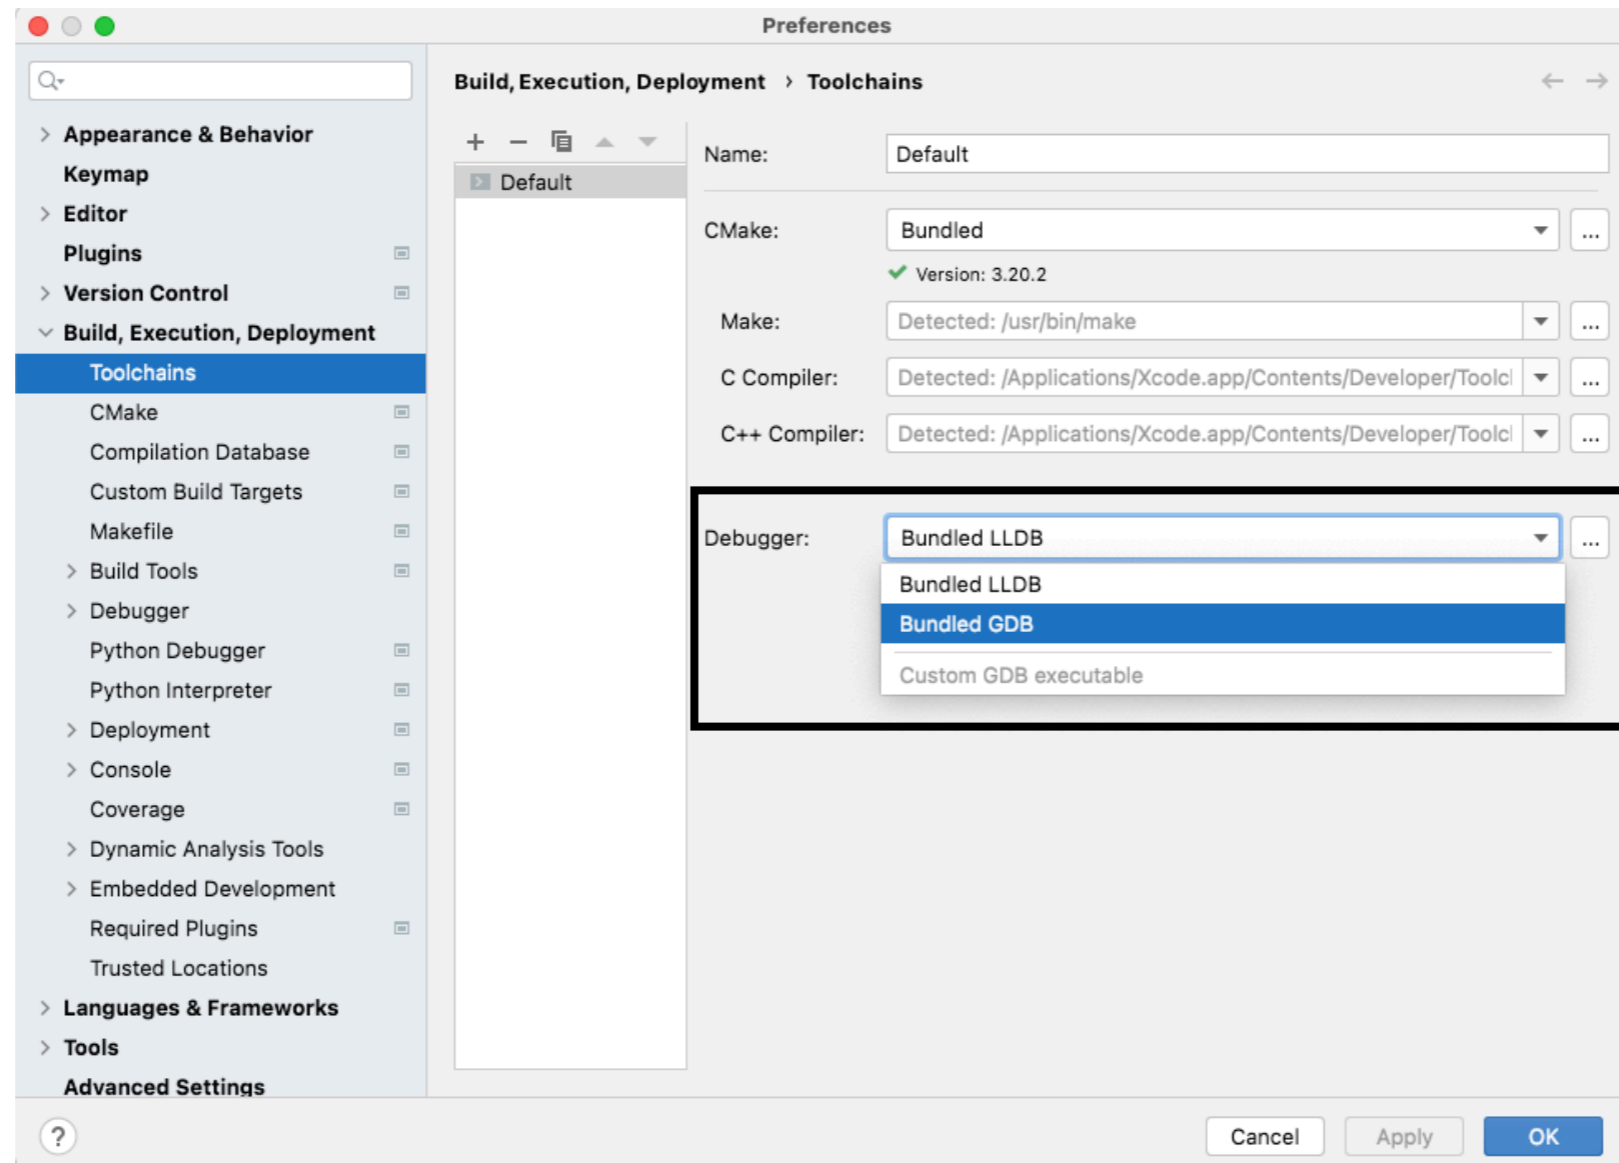 Preferences
Appearance & Behavior
Keymap
Editor
Plugins
Version Control
Build, Execution, Deployment
Toolchains
CMake
Compilation Database
Custom Build Targets
Makefile
Build Tools
Debugger
Python Debugger
Python Interpreter
Deployment
Console
Coverage
Dynamic Analysis Tools
Embedded Development
Required Plugins
Trusted Locations
Languages & Frameworks
Tools
Advanced Settings
?
Build, Execution, Deployment › Toolchains
Default
Name: Default
CMake: Bundled ...
Version: 3.20.2
Make: Detected: /usr/bin/make ...
C Compiler: Detected: /Applications/Xcode.app/Contents/Developer/Toolcl ...
C++ Compiler: Detected: /Applications/Xcode.app/Contents/Developer/Toolcl ...
Debugger: Bundled LLDB ...
Bundled LLDB
Bundled GDB
Custom GDB executable
Cancel Apply OK